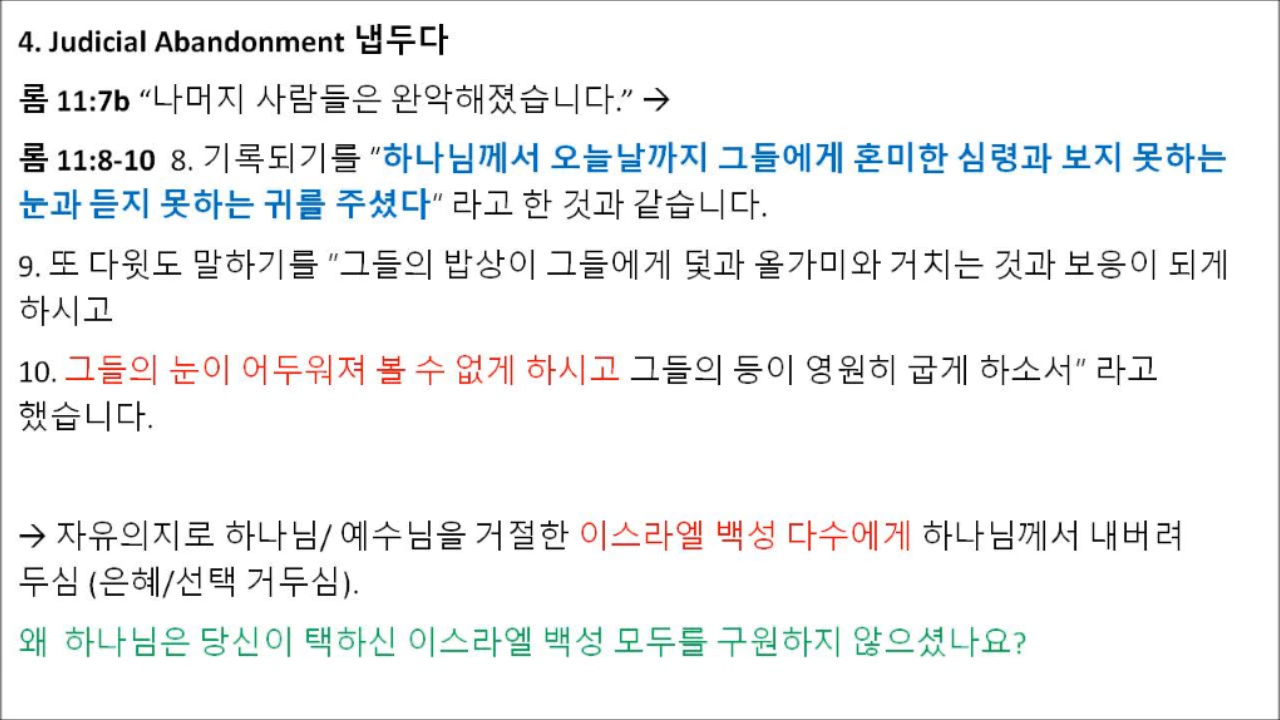 4. Judicial Abandonment 냅두다
롬 11:7b “나머지 사람들은 완악해졌습니다.” →
롬 11:8-10 8. 기록되기를 “하나님께서 오늘날까지 그들에게 혼미한 심령과 보지 못하는
눈과 듣지 못하는 귀를 주셨다“ 라고 한 것과 같습니다.
9. 또 다윗도 말하기를 “그들의 밥상이 그들에게 덫과 올가미와 거치는 것과 보응이 되게
하시고
10. 그들의 눈이 어두워져 볼 수 없게 하시고 그들의 등이 영원히 굽게 하소서” 라고
했습니다.
→ 자유의지로 하나님/ 예수님을 거절한 이스라엘 백성 다수에게 하나님께서 내버려
두심 (은혜/선택 거두심).
왜 하나님은 당신이 택하신 이스라엘 백성 모두를 구원하지 않으셨나요?